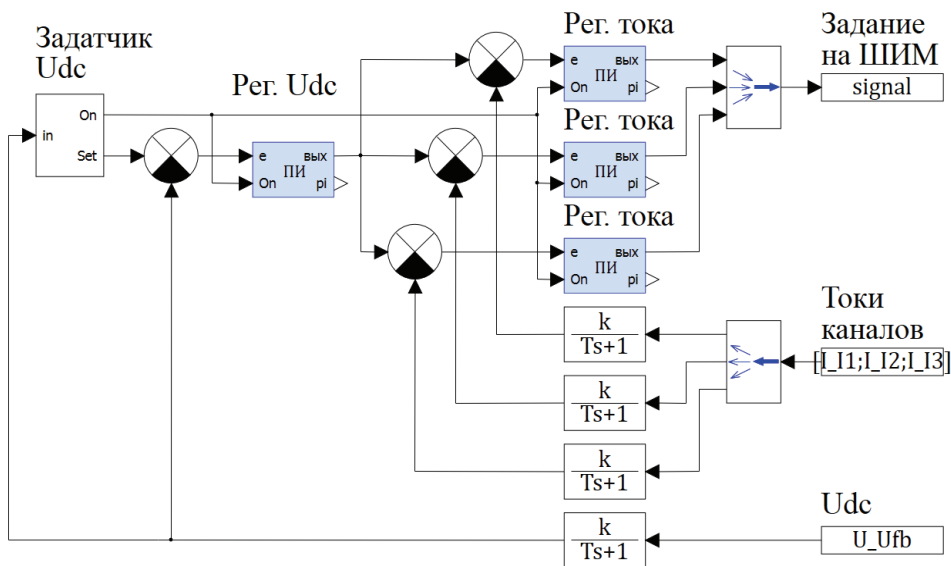 Задатчик
Udc
in
On
Set
Рег. Udc
e
вых
ПИ
On
pi
Рег. тока
e
вых
ПИ
On
pi
Рег. тока
e
вых
ПИ
On
pi
Рег. тока
e
вых
ПИ
On
pi
Задание
на ШИМ
signal
k
Ts+1
k
Ts+1
k
Ts+1
Токи
каналов
[I_I1;I_I2;I_I3]
k
Ts+1
Udc
U_Ufb